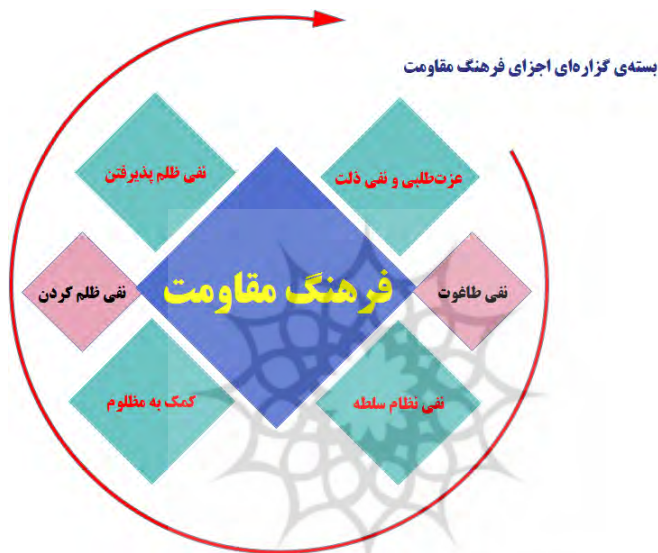 بسته‌ی گزاره‌ای اجزای فرهنگ مقاومت
عزت‌طلبی و نفی ذلت
نفی ظلم پذیرفتن
نفی طاغوت
فرهنگ مقاومت
نفی ظلم کردن
نفی نظام سلطه
کمک به مظلوم